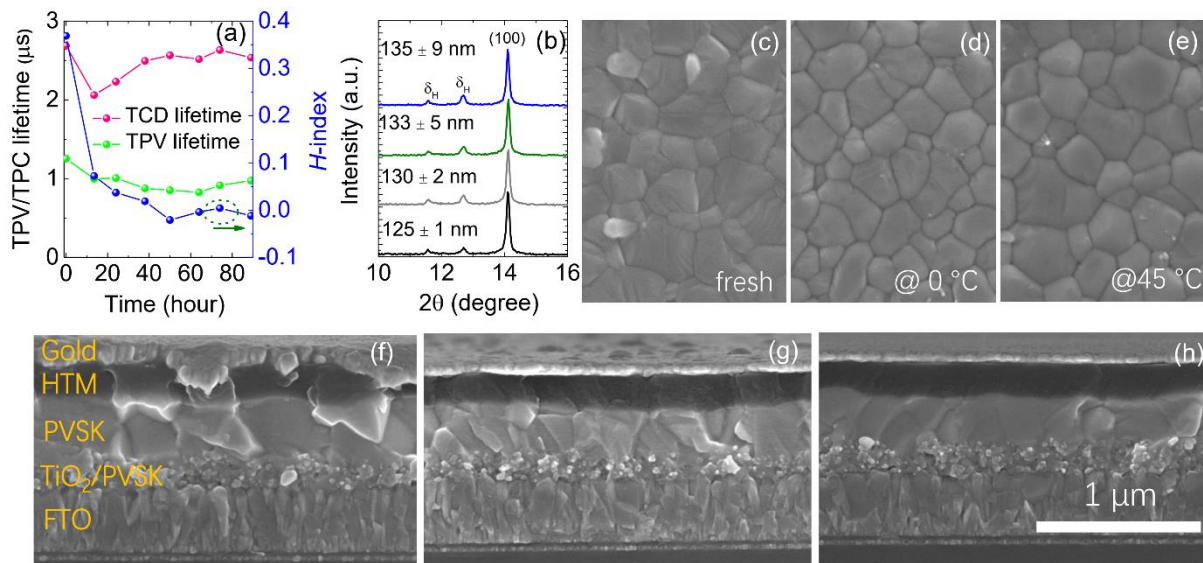 (a)
TPV/TPC lifetime (μs)
3
2
1
0
0.4
0.3
0.2
0.1
0.0
-0.1
H-index
TCD lifetime
TPV lifetime
0 20 40 60 80
Time (hour)
(b)
Intensity (a.u.)
135 ± 9 nm
(100)
δH δH
133 ± 5 nm
130 ± 2 nm
125 ± 1 nm
10 12 14 16
2θ (degree)
(c)
fresh
(d)
@ 0 °C
(e)
@45 °C
(f)
Gold
HTM
PVSK
TiO2/PVSK
FTO
(g)
(h)
1 μm